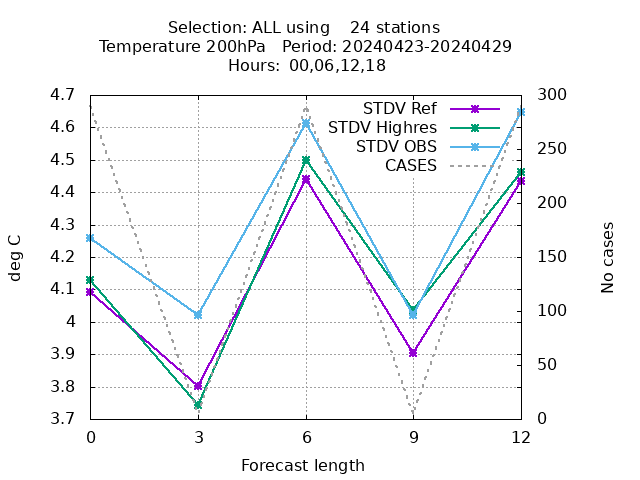 Selection: ALL using    24 stations
Temperature 200hPa   Period: 20240423-20240429
Hours: 00,06,12,18
STDV Ref
STDV Highres
STDV OBS
CASES
4.7
4.6
4.5
4.4
4.3
4.2
4.1
4
3.9
3.8
3.7
deg C
300
250
200
150
100
50
0
No cases
0 3 6 9 12
Forecast length